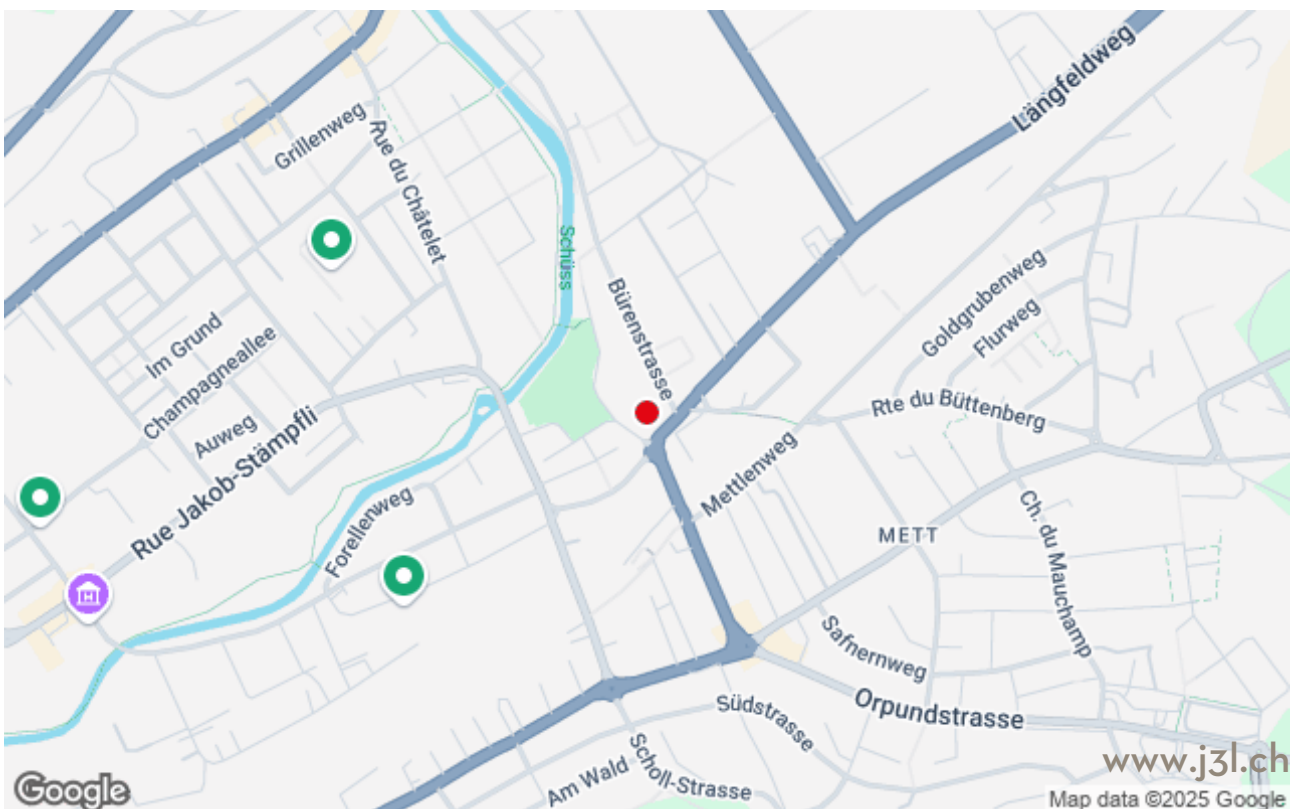 Längfeldweg
Grillenweg
Rue du Châtelet
Schüss
Bürenstrasse
Goldgrubenweg
Flurweg
Im Grund
Champagneallee
Auweg
Rue Jakob-Stämpfli
Rte du Büttenberg
Mettlenweg
METT
Forellenweg
Ch. du Mauchamp
Safnernweg
Orpundstrasse
Südstrasse
Scholl-Strasse
Am Wald
H
www.j3l.ch
Google
Map data ©2025 Google